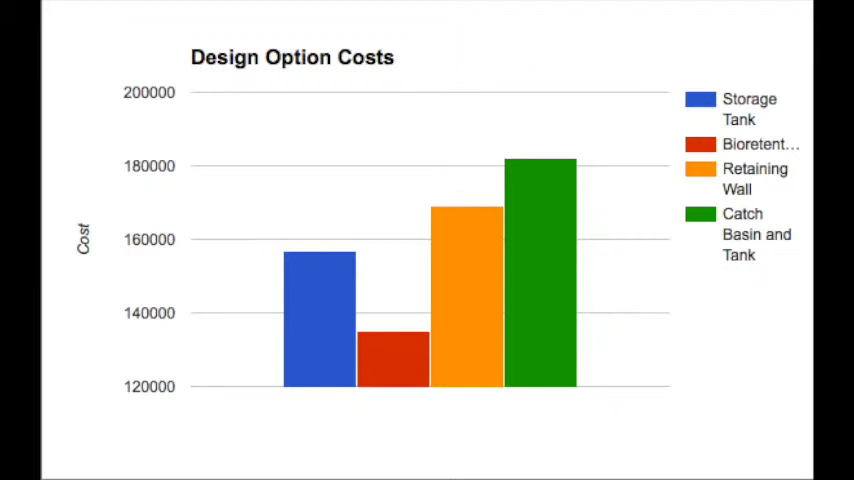 Design Option Costs
200000
180000
160000
140000
120000
Cost
Storage
Tank
Bioretent...
Retaining
Wall
Catch
Basin and
Tank